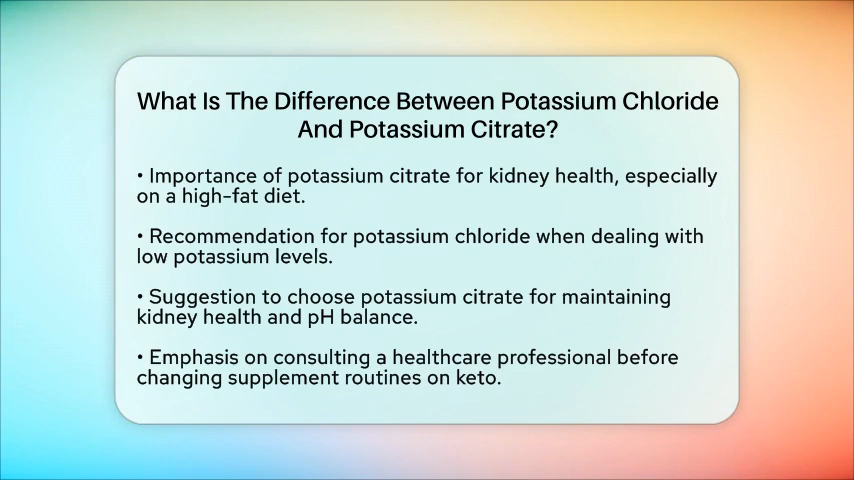 What Is The Difference Between Potassium Chloride
And Potassium Citrate?
• Importance of potassium citrate for kidney health, especially
on a high-fat diet.
• Recommendation for potassium chloride when dealing with
low potassium levels.
• Suggestion to choose potassium citrate for maintaining
kidney health and pH balance.
• Emphasis on consulting a healthcare professional before
changing supplement routines on keto.